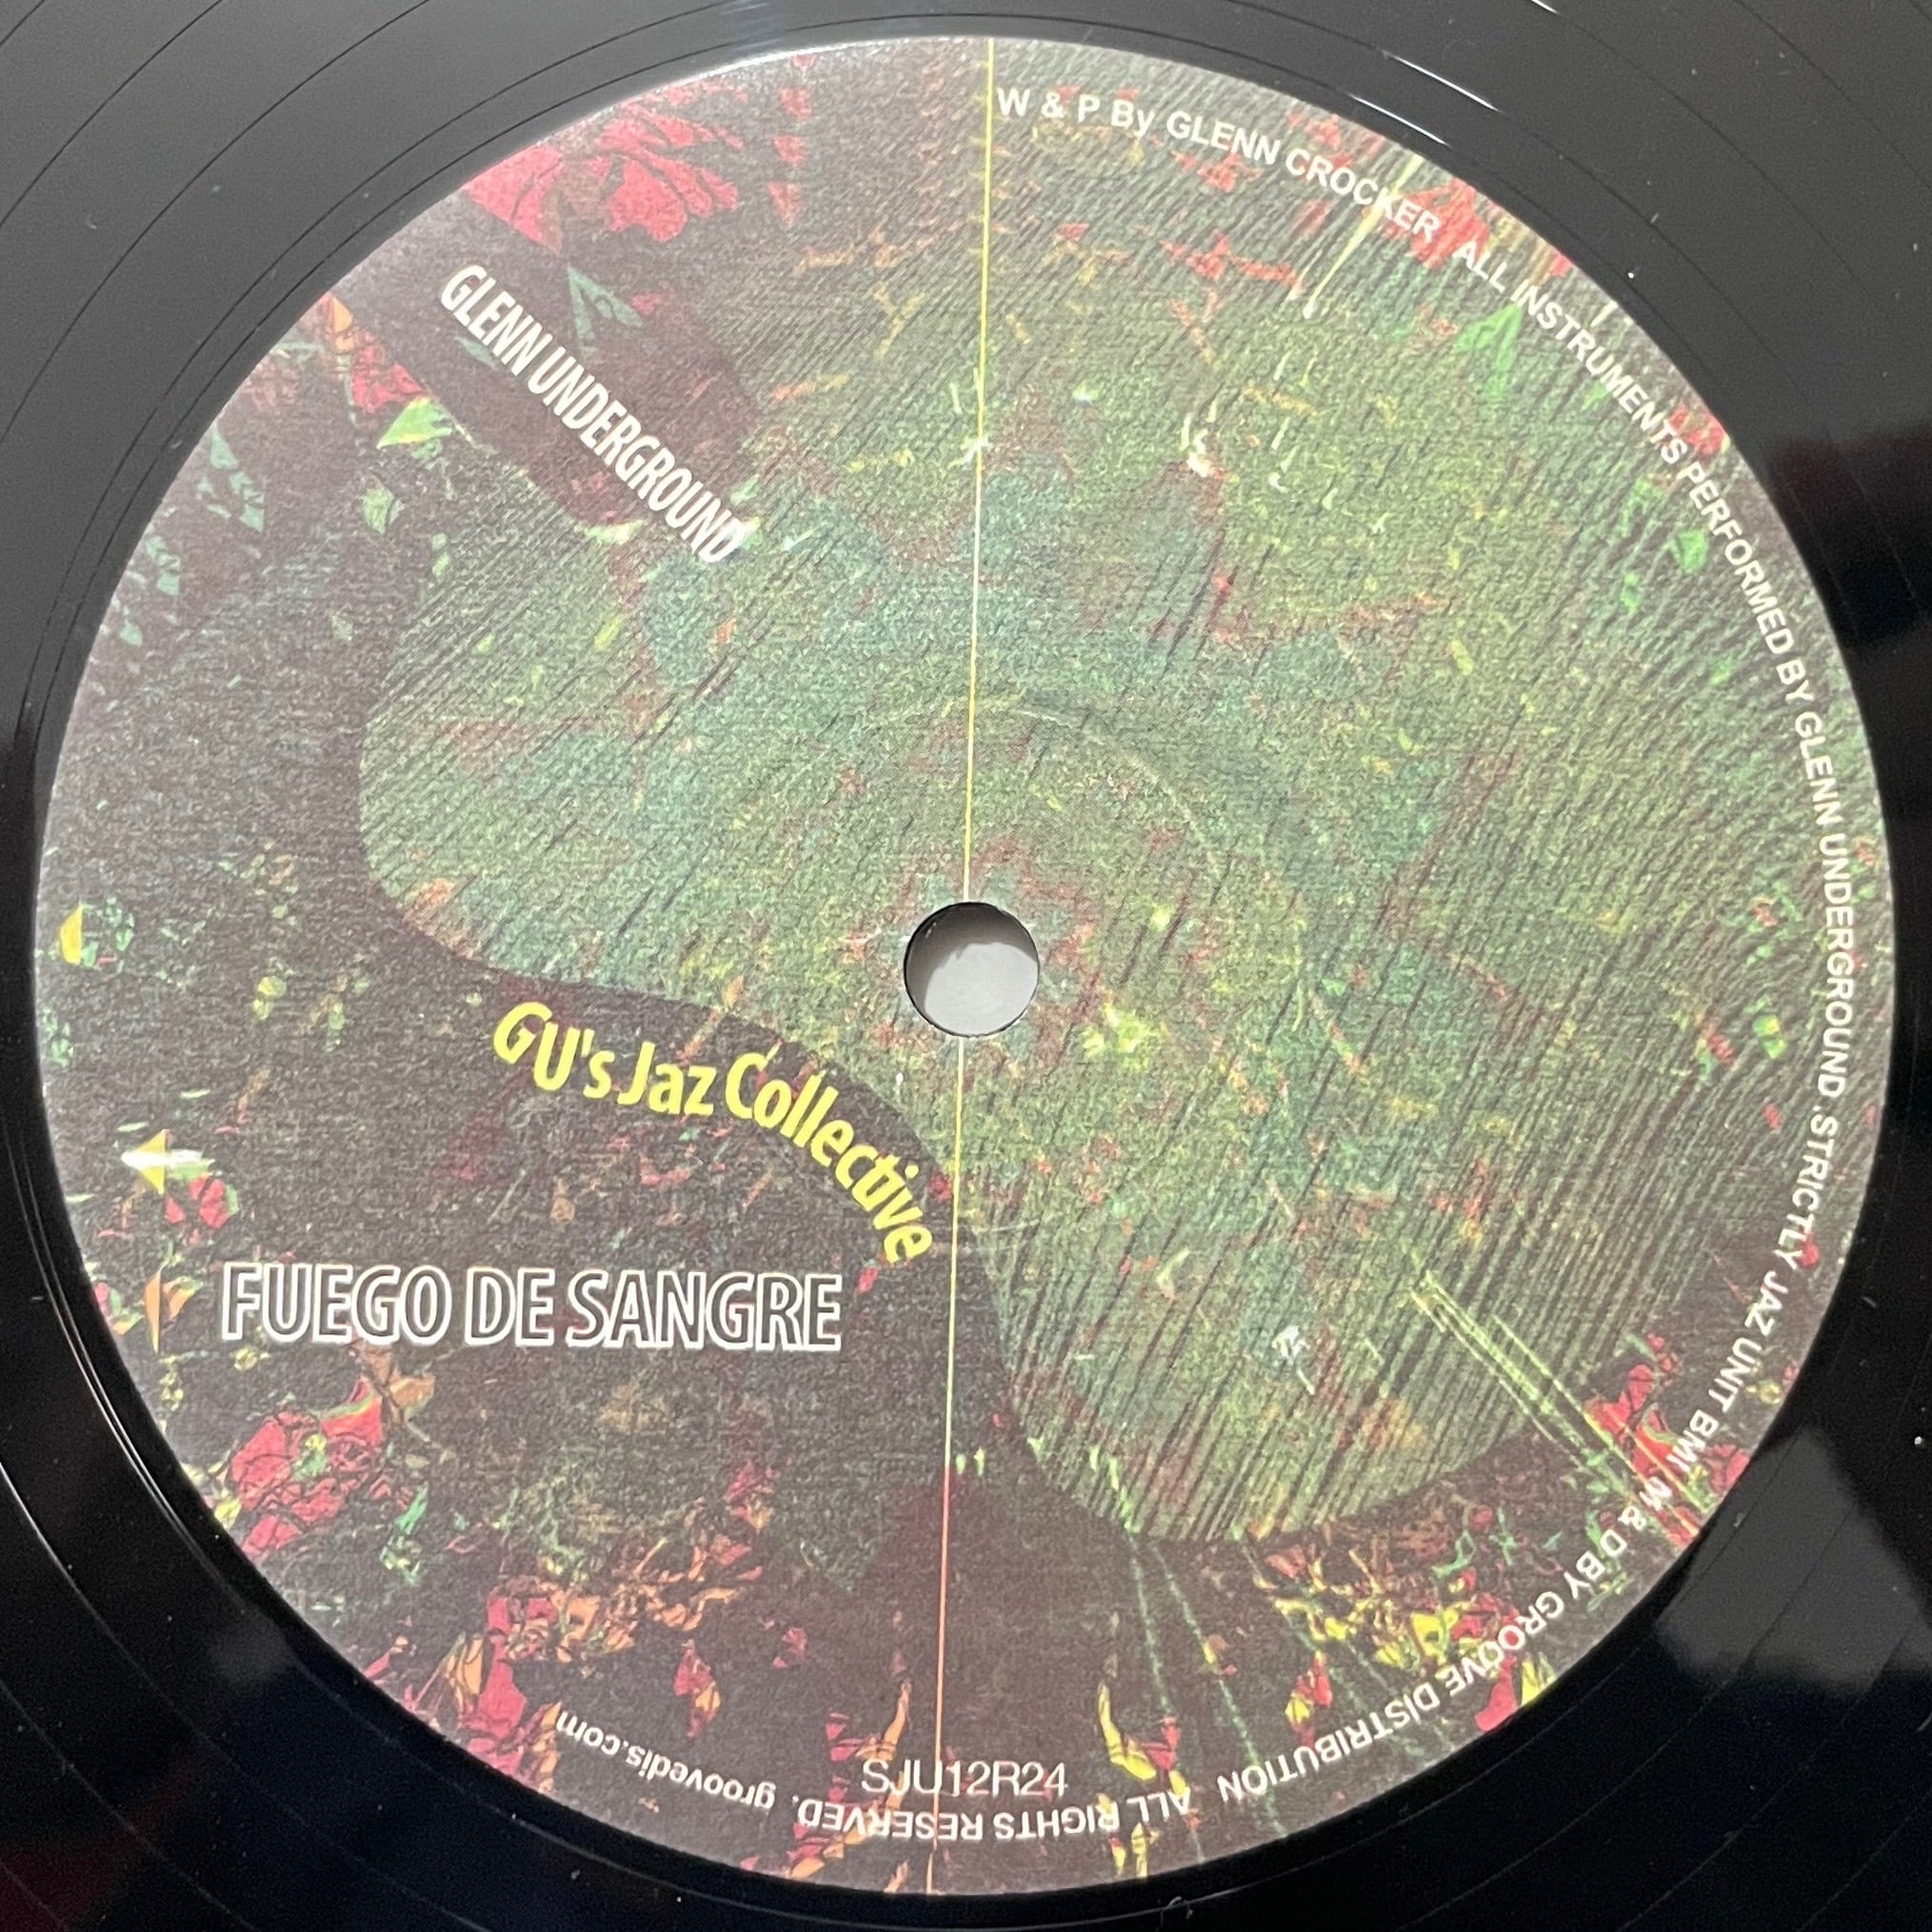 GLENN UNDERGROUND
GU's Jaz Collective
FUEGO DE SANGRE
SJU12R24
W & P By GLENN CROCKER ALL INSTRUMENTS PERFORMED BY GLENN UNDERGROUND .STRICTLY JAZ UNIT BMI M & D BY GROOVE DISTRIBUTION ALL RIGHTS RESERVED. groovedis.com